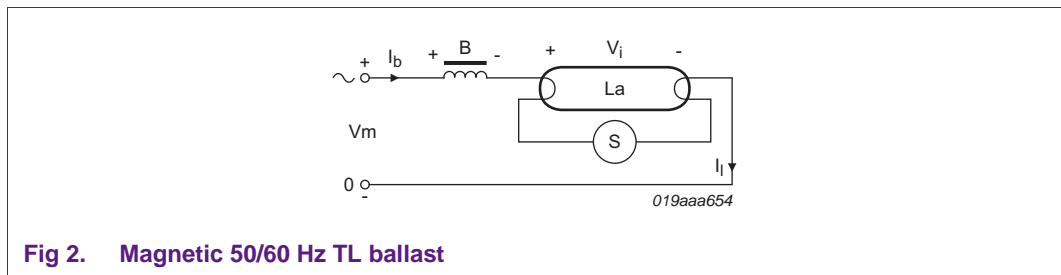 + I_b + B - + V_i -
La
Vm
S
I_l
0 -
019aaa654
Fig 2. Magnetic 50/60 Hz TL ballast